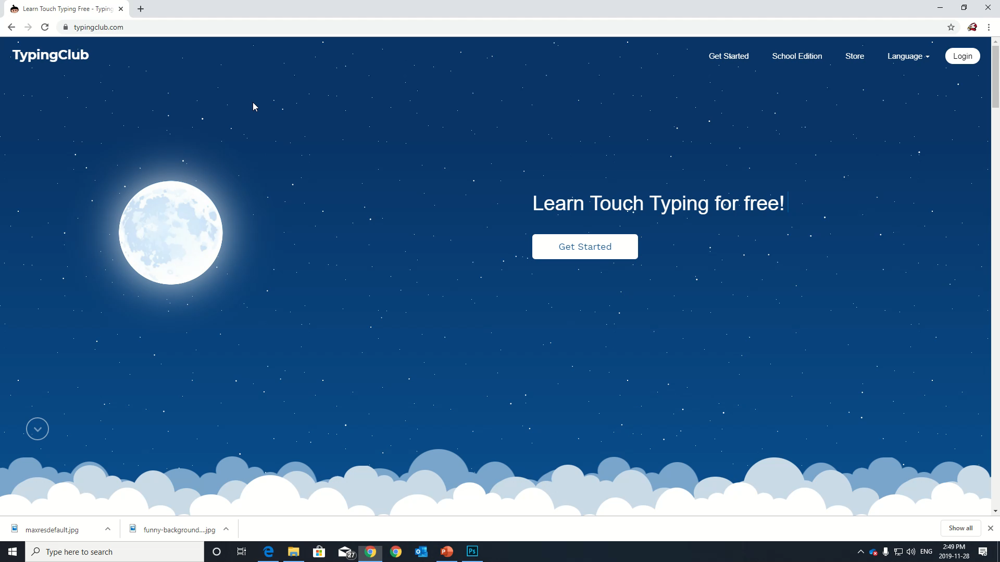 Learn Touch Typing Free - Typing
typingclub.com
TypingClub
Get Started
School Edition
Store
Language
Login
Learn Touch Typing for free!
Get Started
maxresdefault.jpg
funny-background....jpg
Show all
Type here to search
27
P
Ps
ENG
2:49 PM
2019-11-28